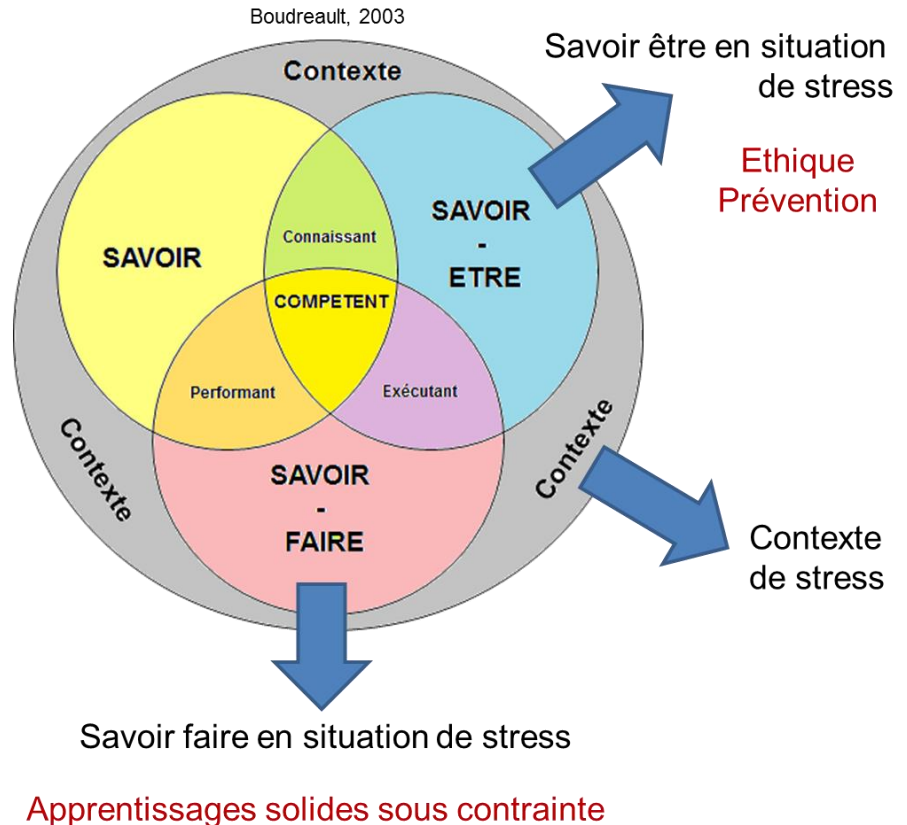 Boudreault, 2003
Contexte
Savoir être en situation
de stress
Ethique
Prévention
SAVOIR
Connaissant
SAVOIR
-
ETRE
COMPETENT
Performant
Exécutant
Contexte
Contexte
SAVOIR
-
FAIRE
Contexte
de stress
Savoir faire en situation de stress
Apprentissages solides sous contrainte